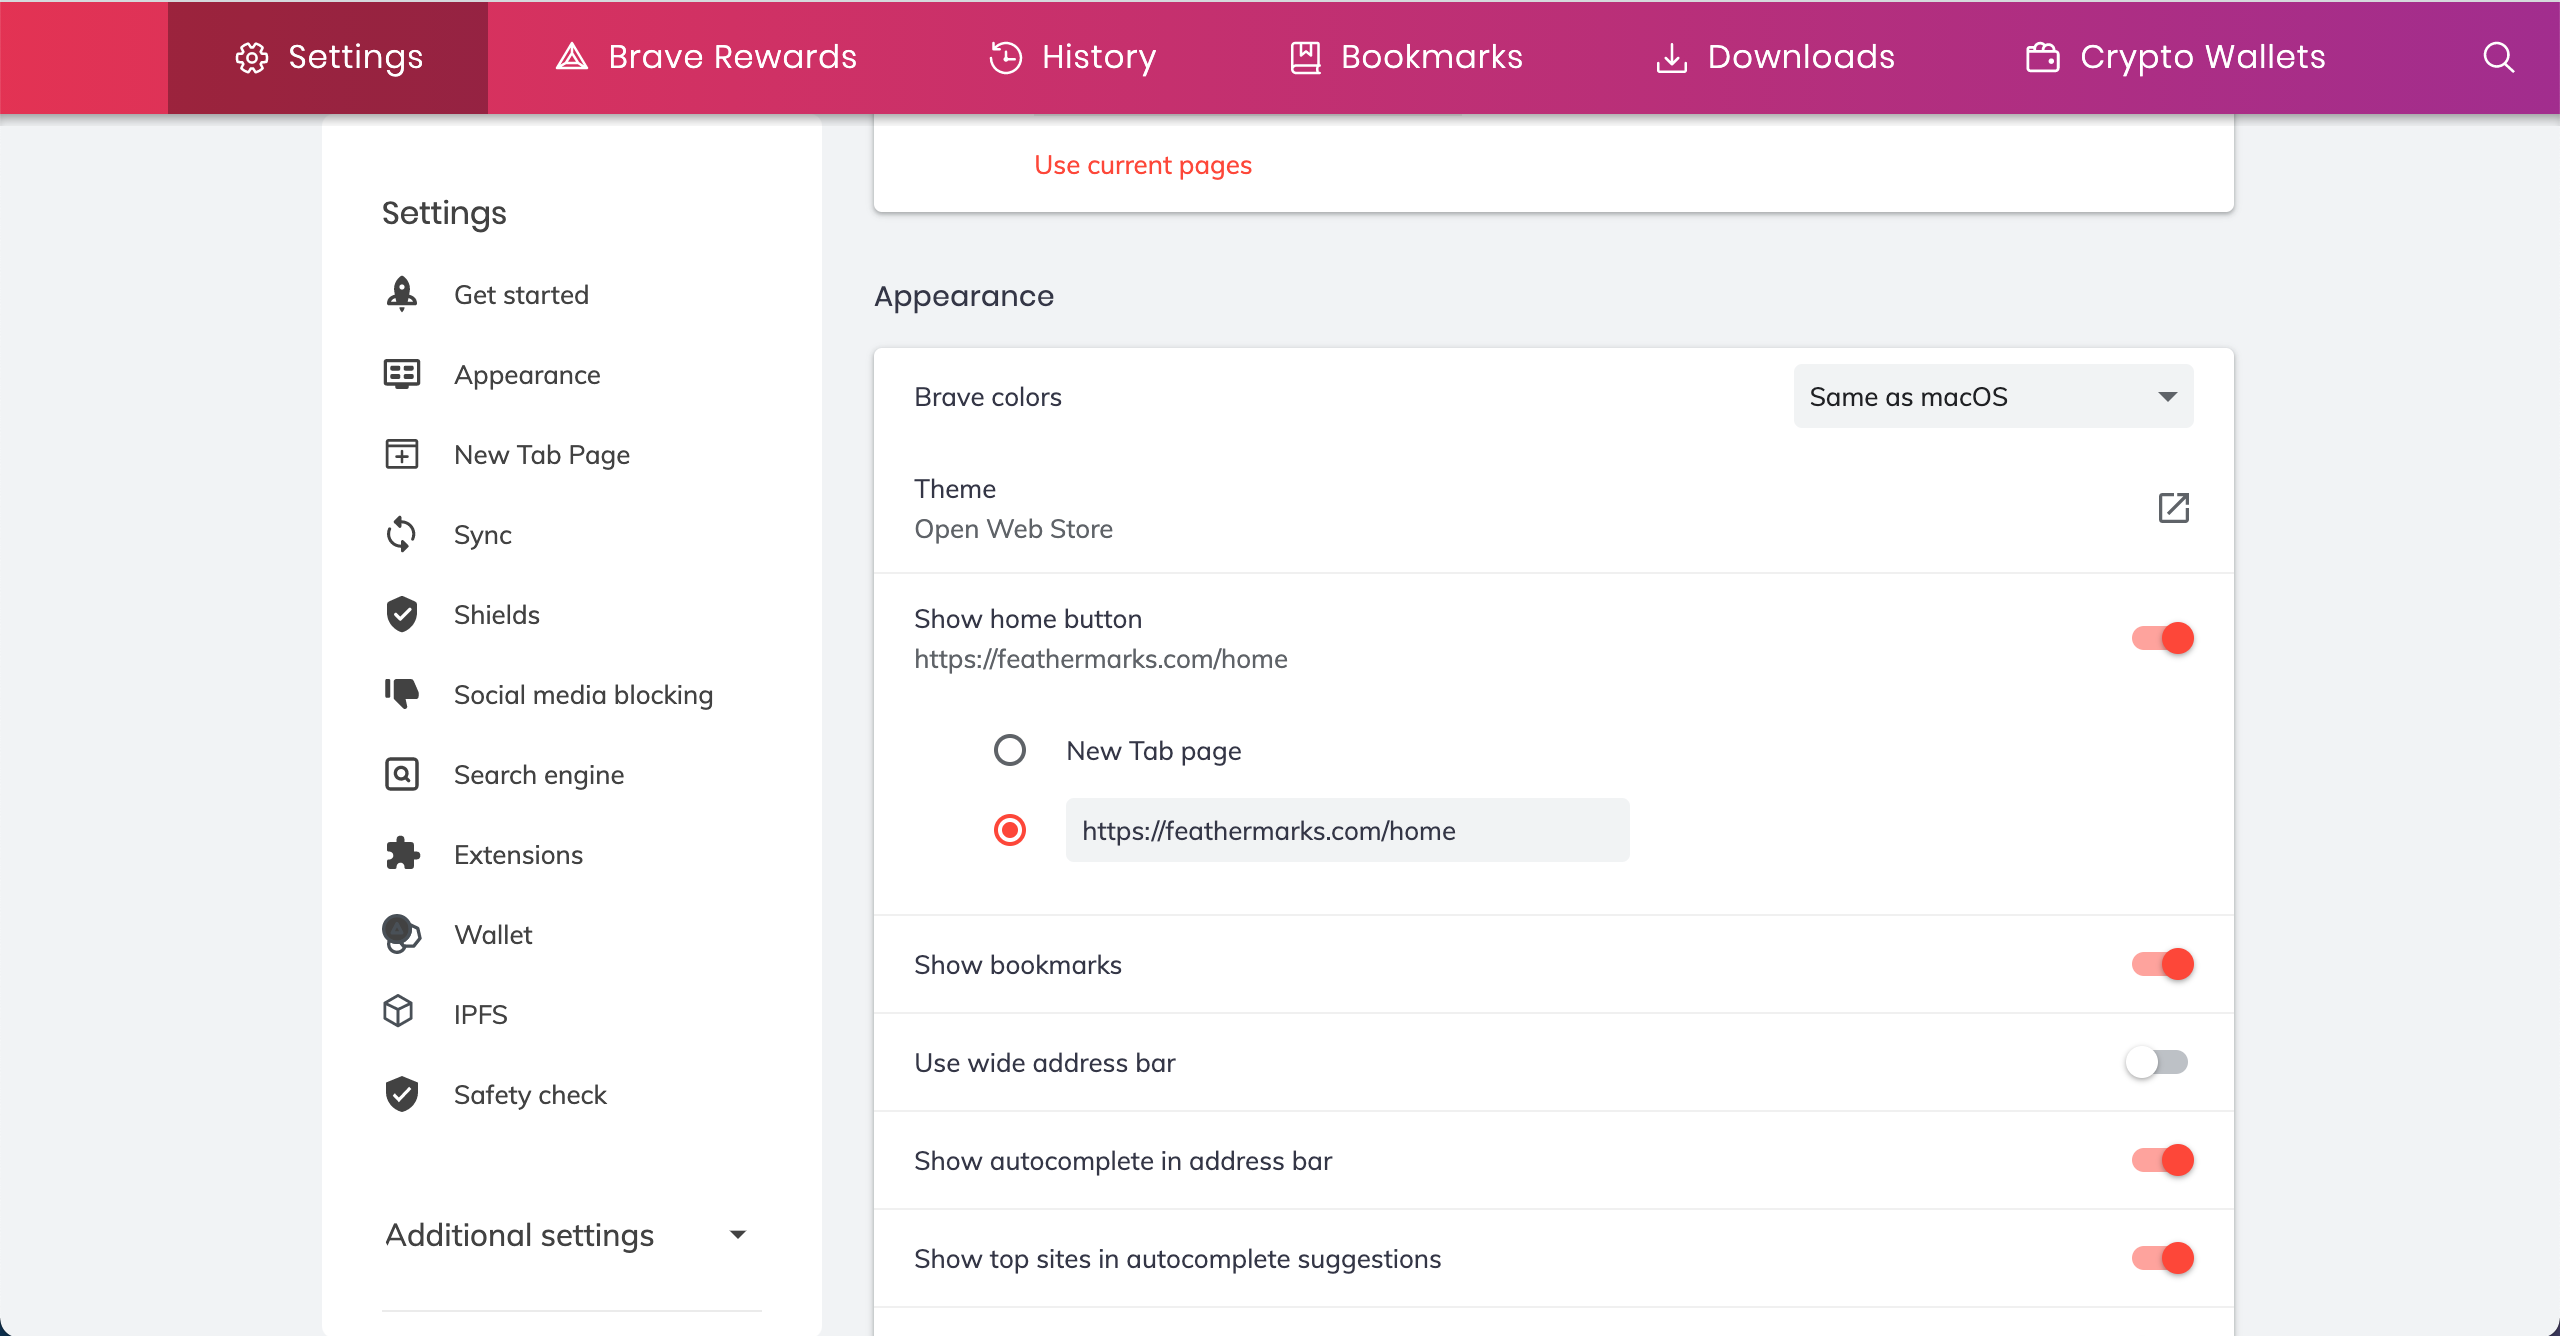 Settings
Brave Rewards
History
Bookmarks
Downloads
Crypto Wallets
Settings
Get started
Appearance
New Tab Page
Sync
Shields
Social media blocking
Search engine
Extensions
Wallet
IPFS
Safety check
Additional settings
Use current pages
Appearance
Brave colors
Same as macOS
Theme
Open Web Store
Show home button
https://feathermarks.com/home
New Tab page
https://feathermarks.com/home
Show bookmarks
Use wide address bar
Show autocomplete in address bar
Show top sites in autocomplete suggestions